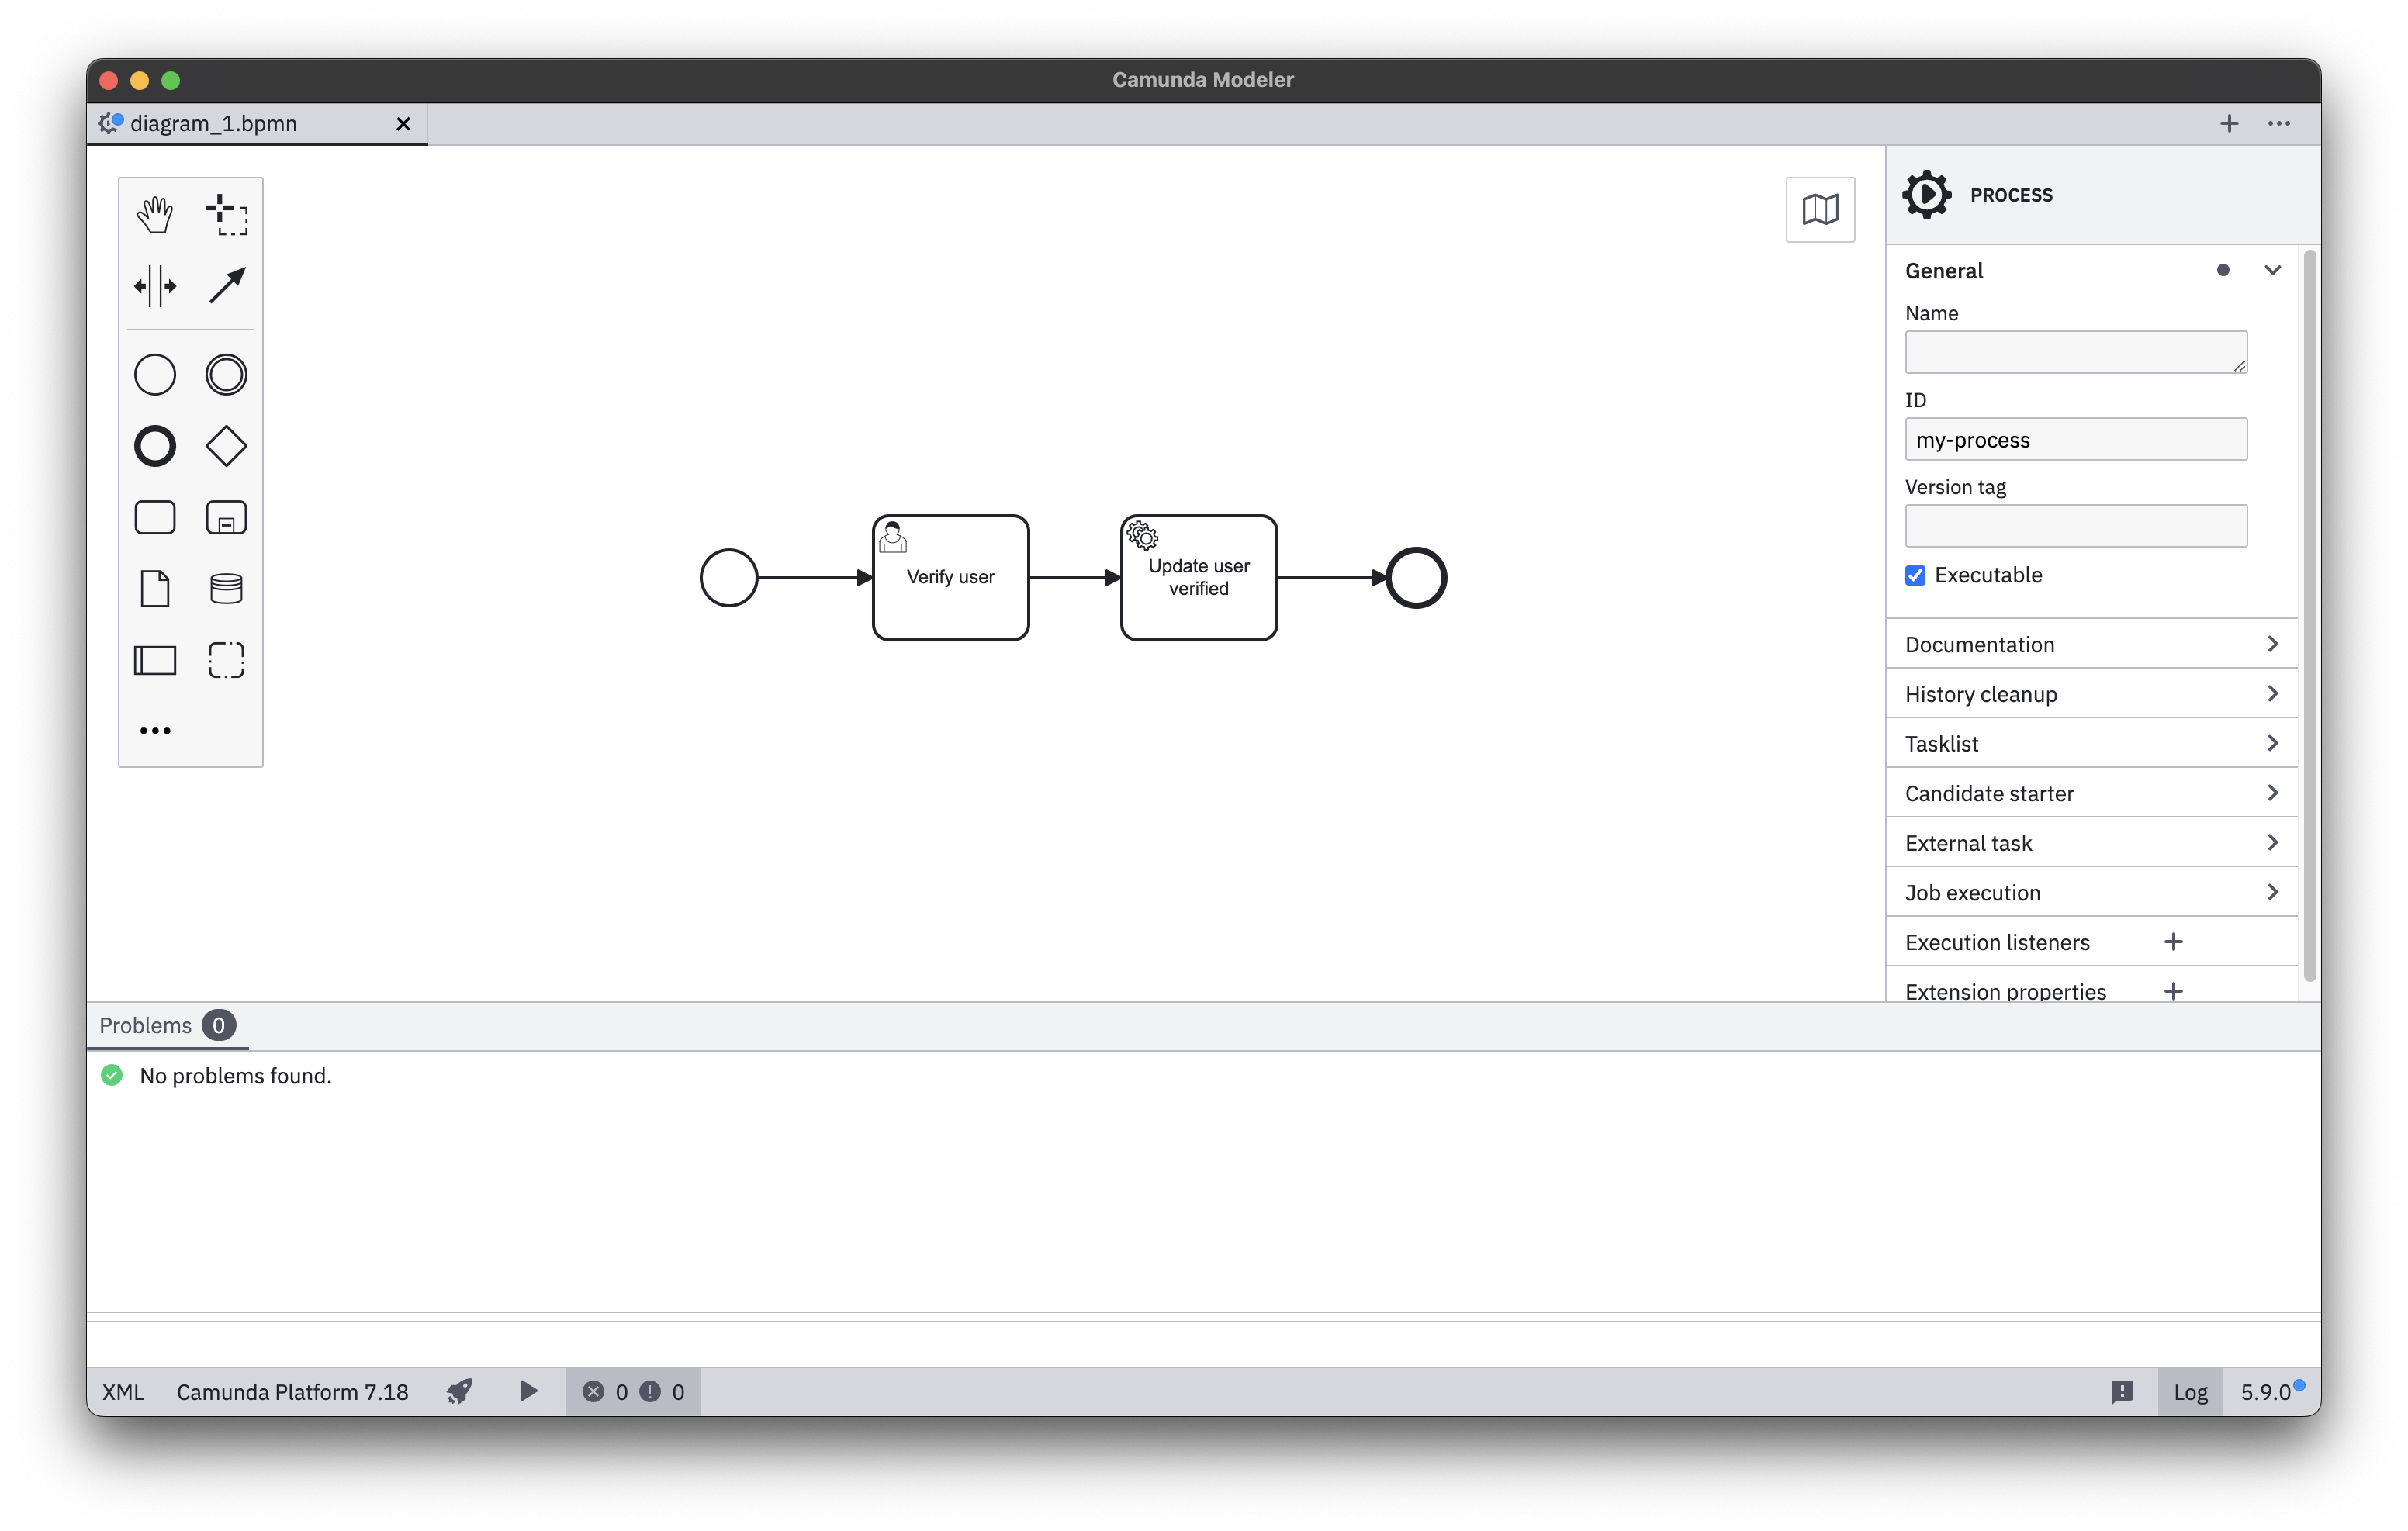 Camunda Modeler
diagram_1.bpmn
PROCESS
General
Name
ID
my-process
Version tag
Executable
Documentation
History cleanup
Tasklist
Candidate starter
External task
Job execution
Execution listeners
Extension properties
Verify user
Update user
verified
Problems 0
No problems found.
XML Camunda Platform 7.18 0 0 Log 5.9.0